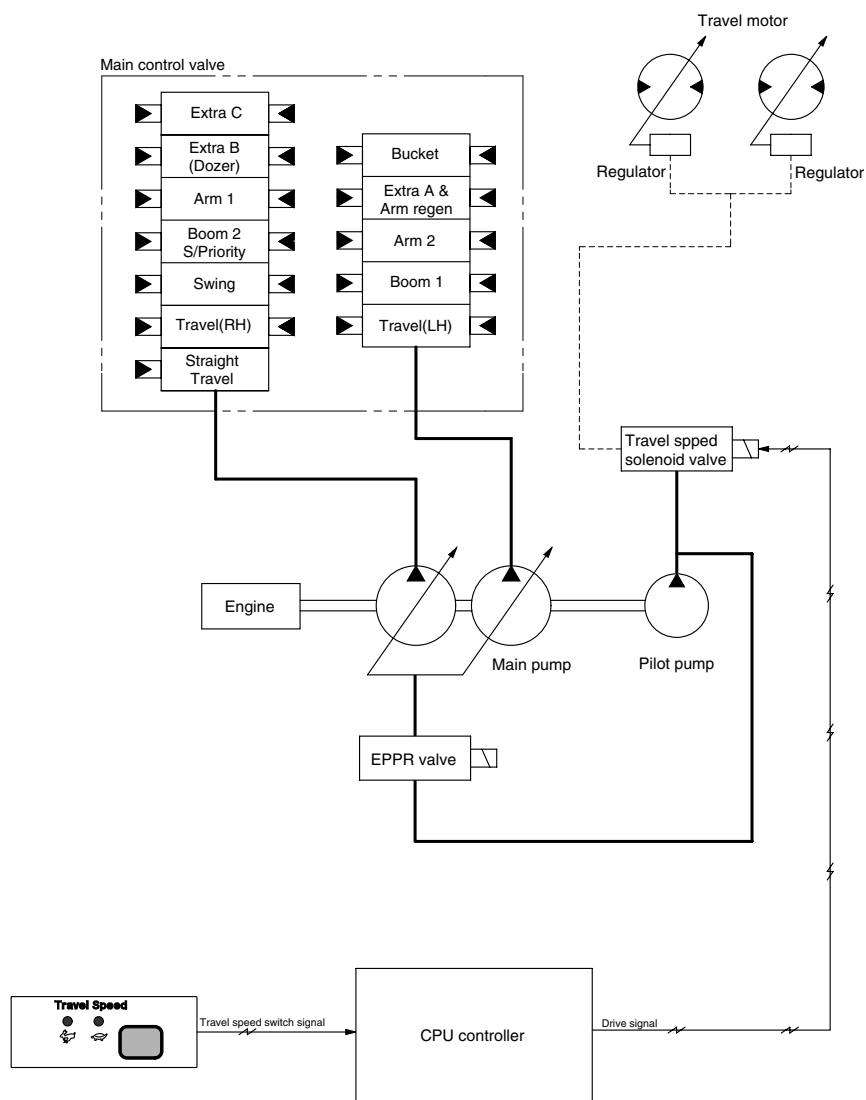 Travel motor
Main control valve
Extra C
Extra B
(Dozer)
Arm 1
Boom 2
S/Priority
Swing
Travel(RH)
Straight
Travel
Bucket
Extra A &
Arm regen
Arm 2
Boom 1
Travel(LH)
Regulator
Regulator
Travel spped
solenoid valve
Engine
Main pump
Pilot pump
EPPR valve
Travel Speed
Travel speed switch signal
CPU controller
Drive signal